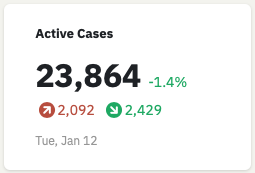 Active Cases
23,864 -1.4%
2,092 2,429
Tue, Jan 12